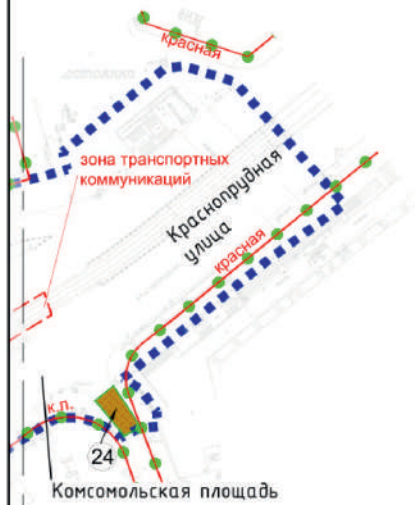 красная
зона транспортных
коммуникаций
Краснопрудная
улица
красная
к.л.
24
Комсомольская площадь